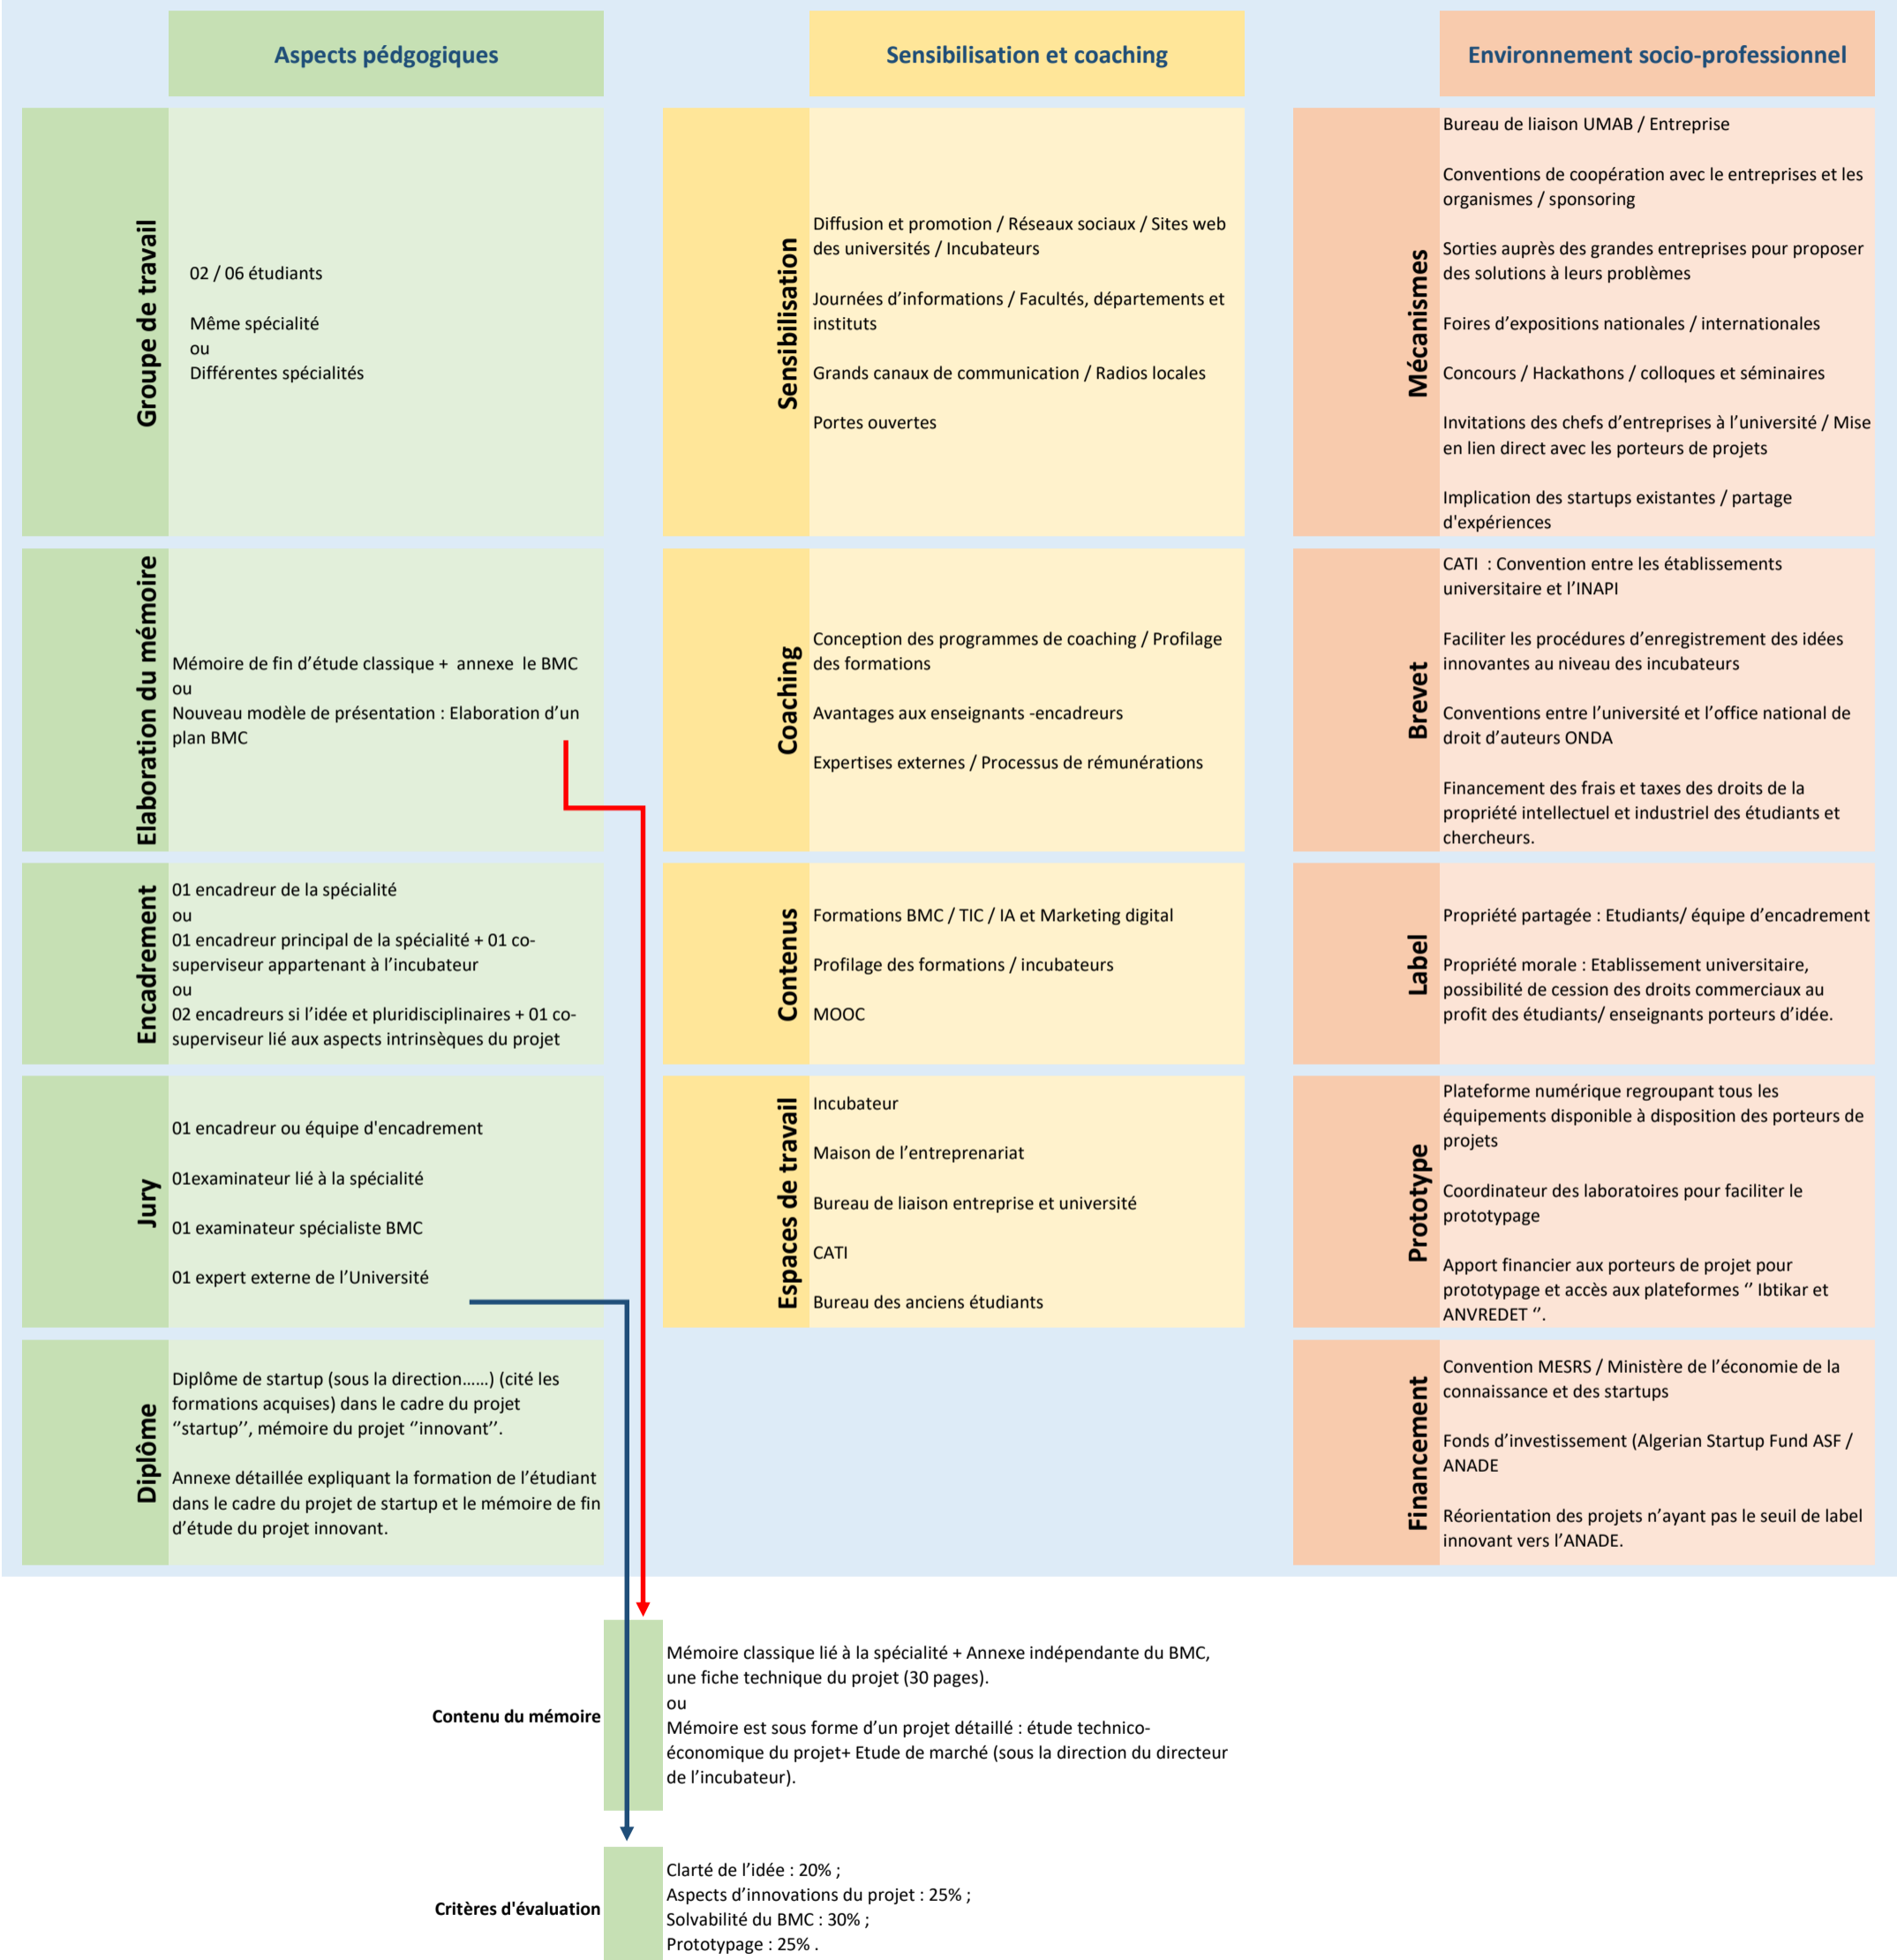 Aspects pédgogiques
Groupe de travail
02 / 06 étudiants
Même spécialité
ou
Différentes spécialités
Elaboration du mémoire
Mémoire de fin d’étude classique + annexe le BMC
ou
Nouveau modèle de présentation : Elaboration d’un
plan BMC
Encadrement
01 encadreur de la spécialité
ou
01 encadreur principal de la spécialité + 01 co-
superviseur appartenant à l’incubateur
ou
02 encadreurs si l’idée et pluridisciplinaires + 01 co-
superviseur lié aux aspects intrinsèques du projet
Jury
01 encadreur ou équipe d'encadrement
01examinateur lié à la spécialité
01 examinateur spécialiste BMC
01 expert externe de l’Université
Diplôme
Diplôme de startup (sous la direction......) (cité les
formations acquises) dans le cadre du projet
‘’startup’’, mémoire du projet ‘’innovant’’.
Annexe détaillée expliquant la formation de l’étudiant
dans le cadre du projet de startup et le mémoire de fin
d’étude du projet innovant.
Sensibilisation et coaching
Sensibilisation
Diffusion et promotion / Réseaux sociaux / Sites web
des universités / Incubateurs
Journées d’informations / Facultés, départements et
instituts
Grands canaux de communication / Radios locales
Portes ouvertes
Coaching
Conception des programmes de coaching / Profilage
des formations
Avantages aux enseignants -encadreurs
Expertises externes / Processus de rémunérations
Contenus
Formations BMC / TIC / IA et Marketing digital
Profilage des formations / incubateurs
MOOC
Espaces de travail
Incubateur
Maison de l’entreprenariat
Bureau de liaison entreprise et université
CATI
Bureau des anciens étudiants
Environnement socio-professionnel
Mécanismes
Bureau de liaison UMAB / Entreprise
Conventions de coopération avec le entreprises et les
organismes / sponsoring
Sorties auprès des grandes entreprises pour proposer
des solutions à leurs problèmes
Foires d’expositions nationales / internationales
Concours / Hackathons / colloques et séminaires
Invitations des chefs d’entreprises à l’université / Mise
en lien direct avec les porteurs de projets
Implication des startups existantes / partage
d'expériences
Brevet
CATI : Convention entre les établissements
universitaire et l’INAPI
Faciliter les procédures d’enregistrement des idées
innovantes au niveau des incubateurs
Conventions entre l’université et l’office national de
droit d’auteurs ONDA
Financement des frais et taxes des droits de la
propriété intellectuel et industriel des étudiants et
chercheurs.
Label
Propriété partagée : Etudiants/ équipe d’encadrement
Propriété morale : Etablissement universitaire,
possibilité de cession des droits commerciaux au
profit des étudiants/ enseignants porteurs d’idée.
Prototype
Plateforme numérique regroupant tous les
équipements disponible à disposition des porteurs de
projets
Coordinateur des laboratoires pour faciliter le
prototypage
Apport financier aux porteurs de projet pour
prototypage et accès aux plateformes ‘’ Ibtikar et
ANVREDET ‘’.
Financement
Convention MESRS / Ministère de l’économie de la
connaissance et des startups
Fonds d’investissement (Algerian Startup Fund ASF /
ANADE
Réorientation des projets n’ayant pas le seuil de label
innovant vers l’ANADE.
Contenu du mémoire
Mémoire classique lié à la spécialité + Annexe indépendante du BMC,
une fiche technique du projet (30 pages).
ou
Mémoire est sous forme d’un projet détaillé : étude technico-
économique du projet+ Etude de marché (sous la direction du directeur
de l’incubateur).
Critères d'évaluation
Clarté de l’idée : 20% ;
Aspects d’innovations du projet : 25% ;
Solvabilité du BMC : 30% ;
Prototypage : 25% .